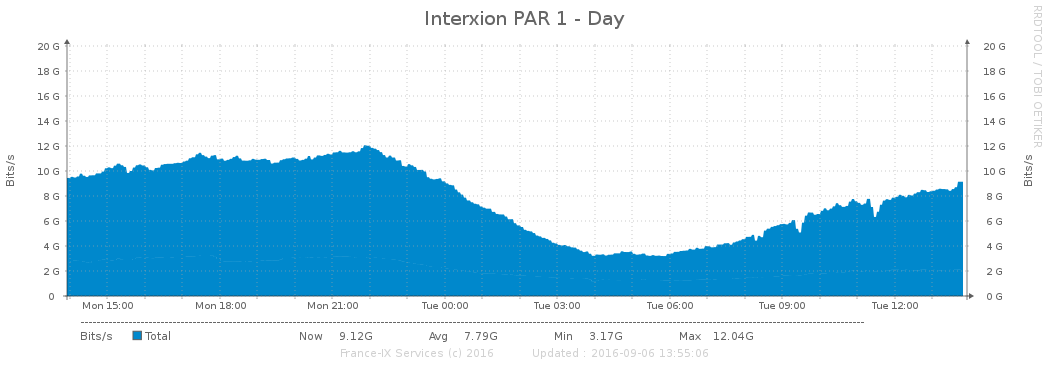 Interxion PAR 1 - Day
RRDTOOL / TOBI OETIKER
Bits/s
20 G 20 G
18 G 18 G
16 G 16 G
14 G 14 G
12 G 12 G
10 G 10 G
8 G 8 G
6 G 6 G
4 G 4 G
2 G 2 G
0 0 G
Bits/s
Mon 15:00 Mon 18:00 Mon 21:00 Tue 00:00 Tue 03:00 Tue 06:00 Tue 09:00 Tue 12:00
Bits/s Total Now 9.12G Avg 7.79G Min 3.17G Max 12.04G
France-IX Services (c) 2016 Updated : 2016-09-06 13:55:06